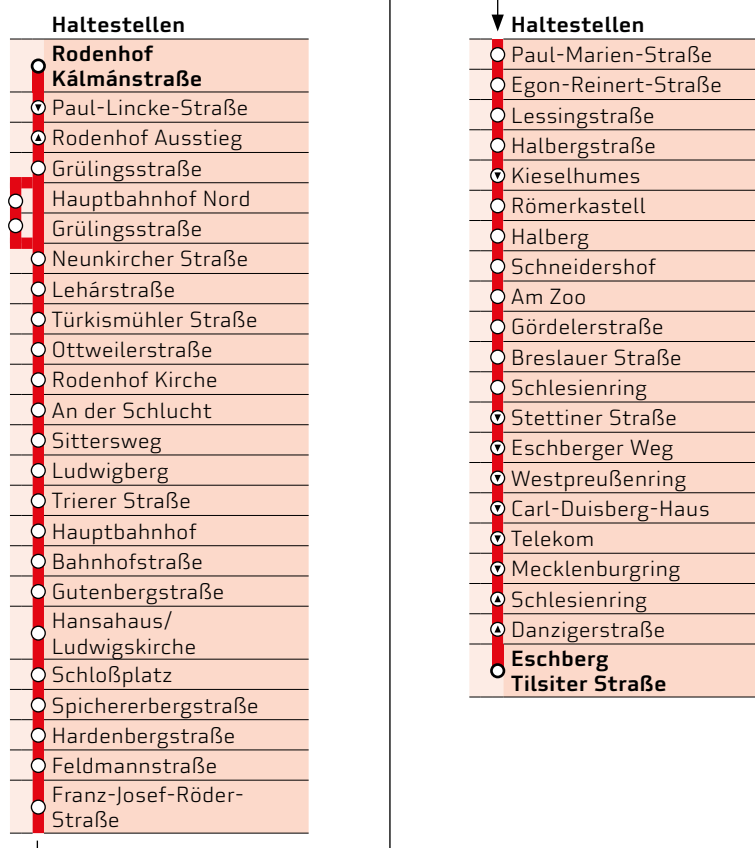 Haltestellen
Rodenhof
Kálmánstraße
Paul-Lincke-Straße
Rodenhof Ausstieg
Grülingsstraße
Hauptbahnhof Nord
Grülingsstraße
Neunkircher Straße
Lehárstraße
Türkismühler Straße
Ottweilerstraße
Rodenhof Kirche
An der Schlucht
Sittersweg
Ludwigberg
Trierer Straße
Hauptbahnhof
Bahnhofstraße
Gutenbergstraße
Hansahaus/
Ludwigskirche
Schloßplatz
Spichererbergstraße
Hardenbergstraße
Feldmannstraße
Franz-Josef-Röder-
Straße
Haltestellen
Paul-Marien-Straße
Egon-Reinert-Straße
Lessingstraße
Halbergstraße
Kieselhumes
Römerkastell
Halberg
Schneidershof
Am Zoo
Gördelerstraße
Breslauer Straße
Schlesienring
Stettiner Straße
Eschberger Weg
Westpreußenring
Carl-Duisberg-Haus
Telekom
Mecklenburgring
Schlesienring
Danzigerstraße
Eschberg
Tilsiter Straße